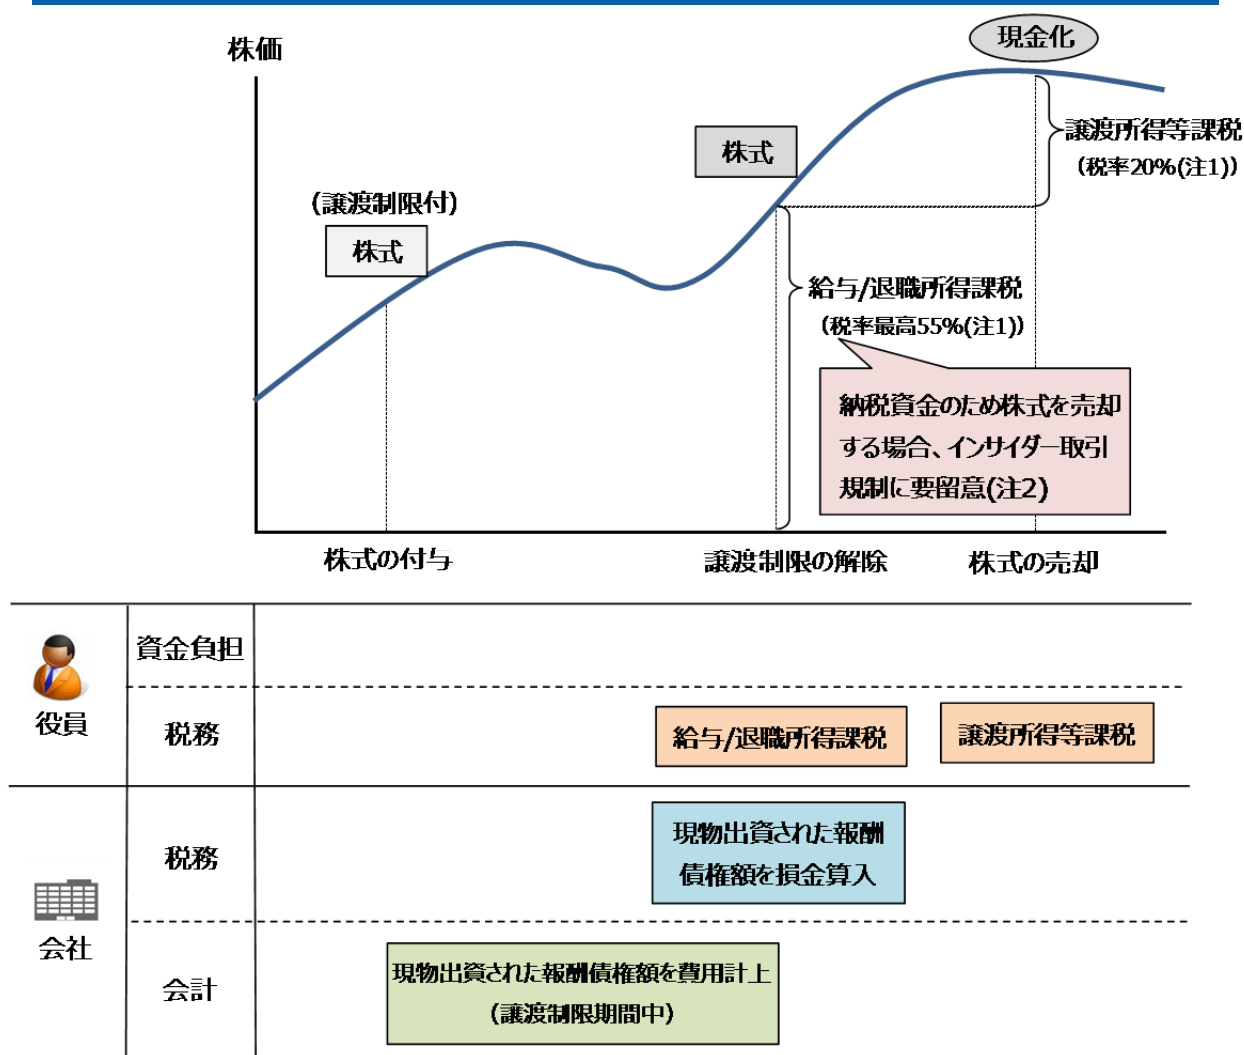 現金化
株価
株式
譲渡所得等課税
(税率20%(注1))
(譲渡制限付)
株式
給与/退職所得課税
(税率最高55%(注1))
納税資金のため株式を売却
する場合、インサイダー取引
規制に要留意(注2)
株式の付与
譲渡制限の解除
株式の売却
役員
資金負担
税務
給与/退職所得課税
譲渡所得等課税
会社
税務
現物出資された報酬
債権額を損金算入
会計
現物出資された報酬債権額を費用計上
(譲渡制限期間中)